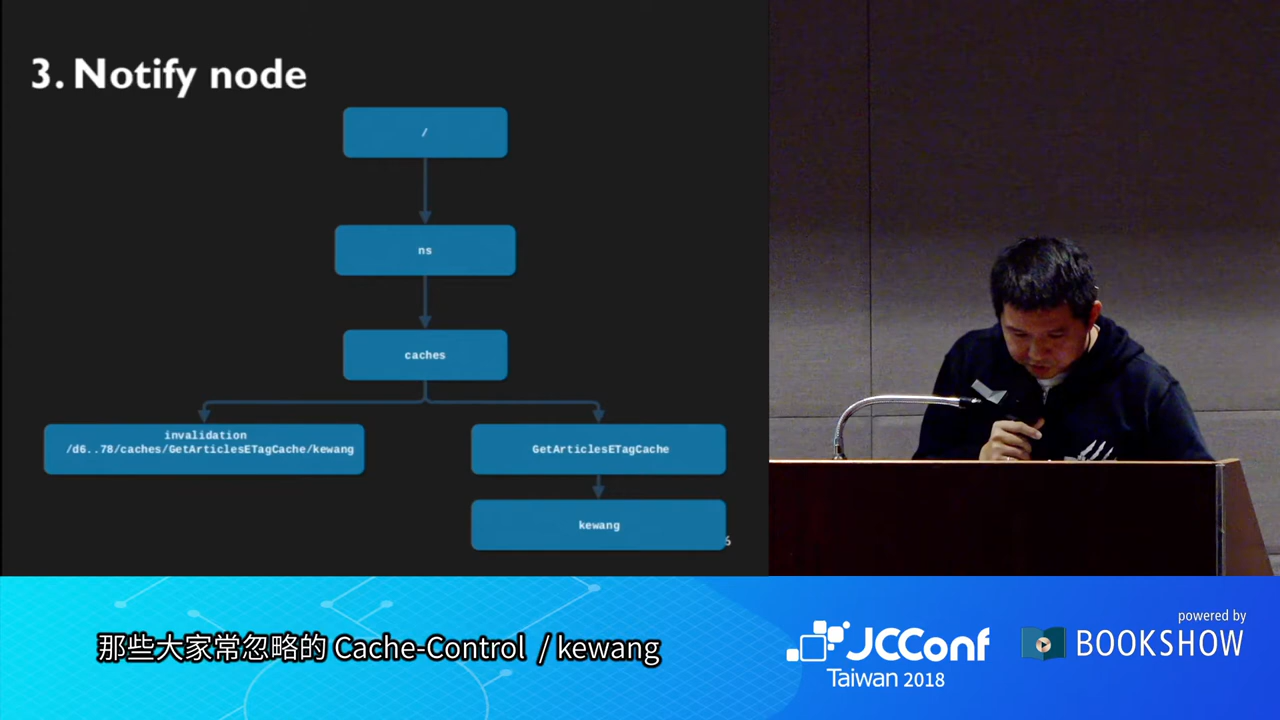 3. Notify node
/
ns
caches
invalidation
/d6..78/caches/GetArticlesETagCache/kewang
GetArticlesETagCache
kewang
6
那些大家常忽略的 Cache-Control / kewang
JCConf
Taiwan 2018
powered by
BOOKSHOW